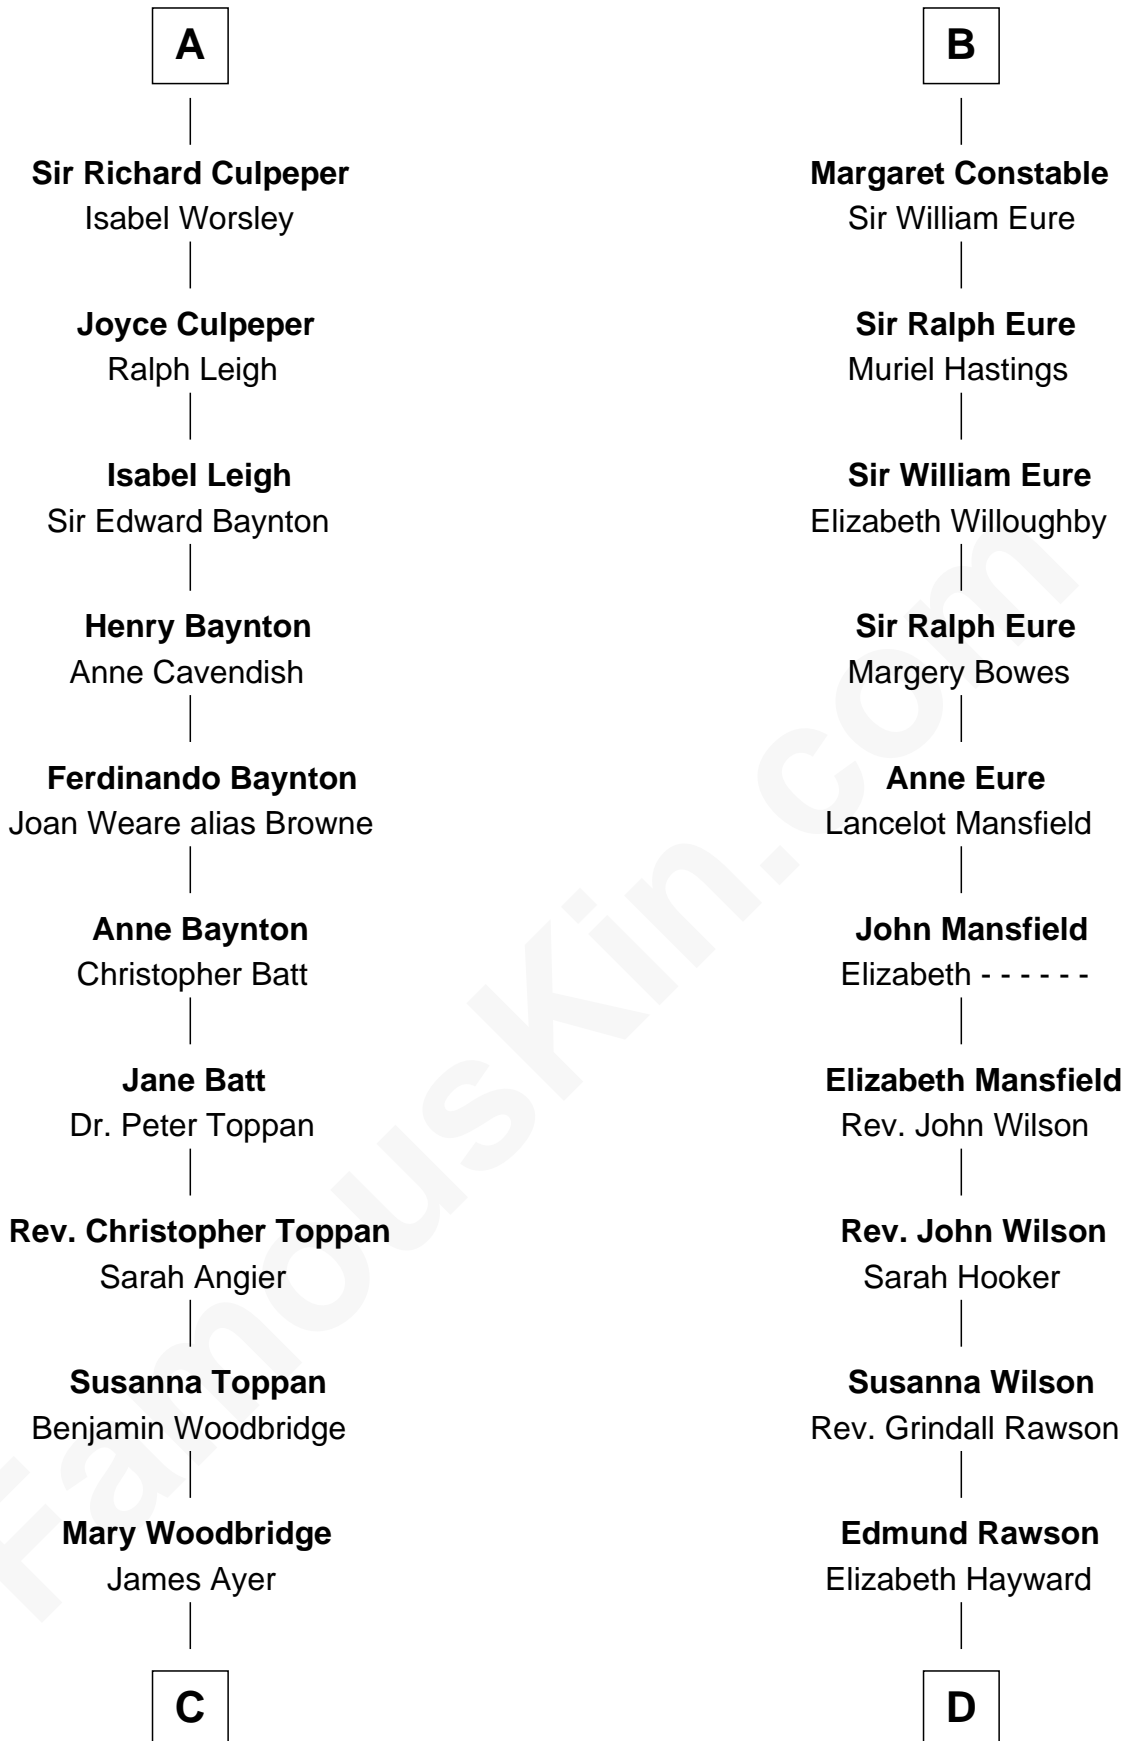 A
Sir Richard Culpeper
Isabel Worsley
Joyce Culpeper
Ralph Leigh
Isabel Leigh
Sir Edward Baynton
Henry Baynton
Anne Cavendish
Ferdinando Baynton
Joan Weare alias Browne
Anne Baynton
Christopher Batt
Jane Batt
Dr. Peter Toppan
Rev. Christopher Toppan
Sarah Angier
Susanna Toppan
Benjamin Woodbridge
Mary Woodbridge
James Ayer
C
B
Margaret Constable
Sir William Eure
Sir Ralph Eure
Muriel Hastings
Sir William Eure
Elizabeth Willoughby
Sir Ralph Eure
Margery Bowes
Anne Eure
Lancelot Mansfield
John Mansfield
Elizabeth - - - - - -
Elizabeth Mansfield
Rev. John Wilson
Rev. John Wilson
Sarah Hooker
Susanna Wilson
Rev. Grindall Rawson
Edmund Rawson
Elizabeth Hayward
D
FamousKin.com